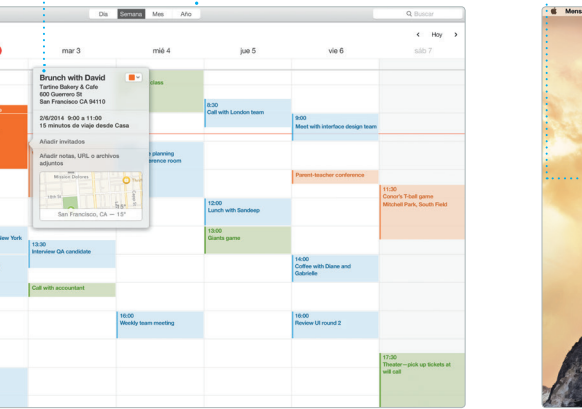 Día Semana Mes Año
Buscar
Hoy
mar 3 mié 4 jue 5 vie 6 sáb 7
Brunch with David
Tartine Bakery & Cafe
600 Guerrero St
San Francisco CA 94110
2/6/2014 9:00 a 11:00
15 minutos de viaje desde Casa
Añadir invitados
Añadir notas, URL o archivos
adjuntos
Mission Dolores
San Francisco, CA — 15°
class
8:30
Call with London team
9:00
Meet with interface design team
planning
Parent-teacher conference
11:30
Conor's T-ball game
Mitchell Park, South Field
12:00
Lunch with Sandeep
13:00
Giants game
New York
13:30
Interview QA candidate
14:00
Coffee with Diane and
Gabrielle
Call with accountant
16:00
Weekly team meeting
16:00
Review UI round 2
17:30
Theater—pick up tickets at
will call
Mens